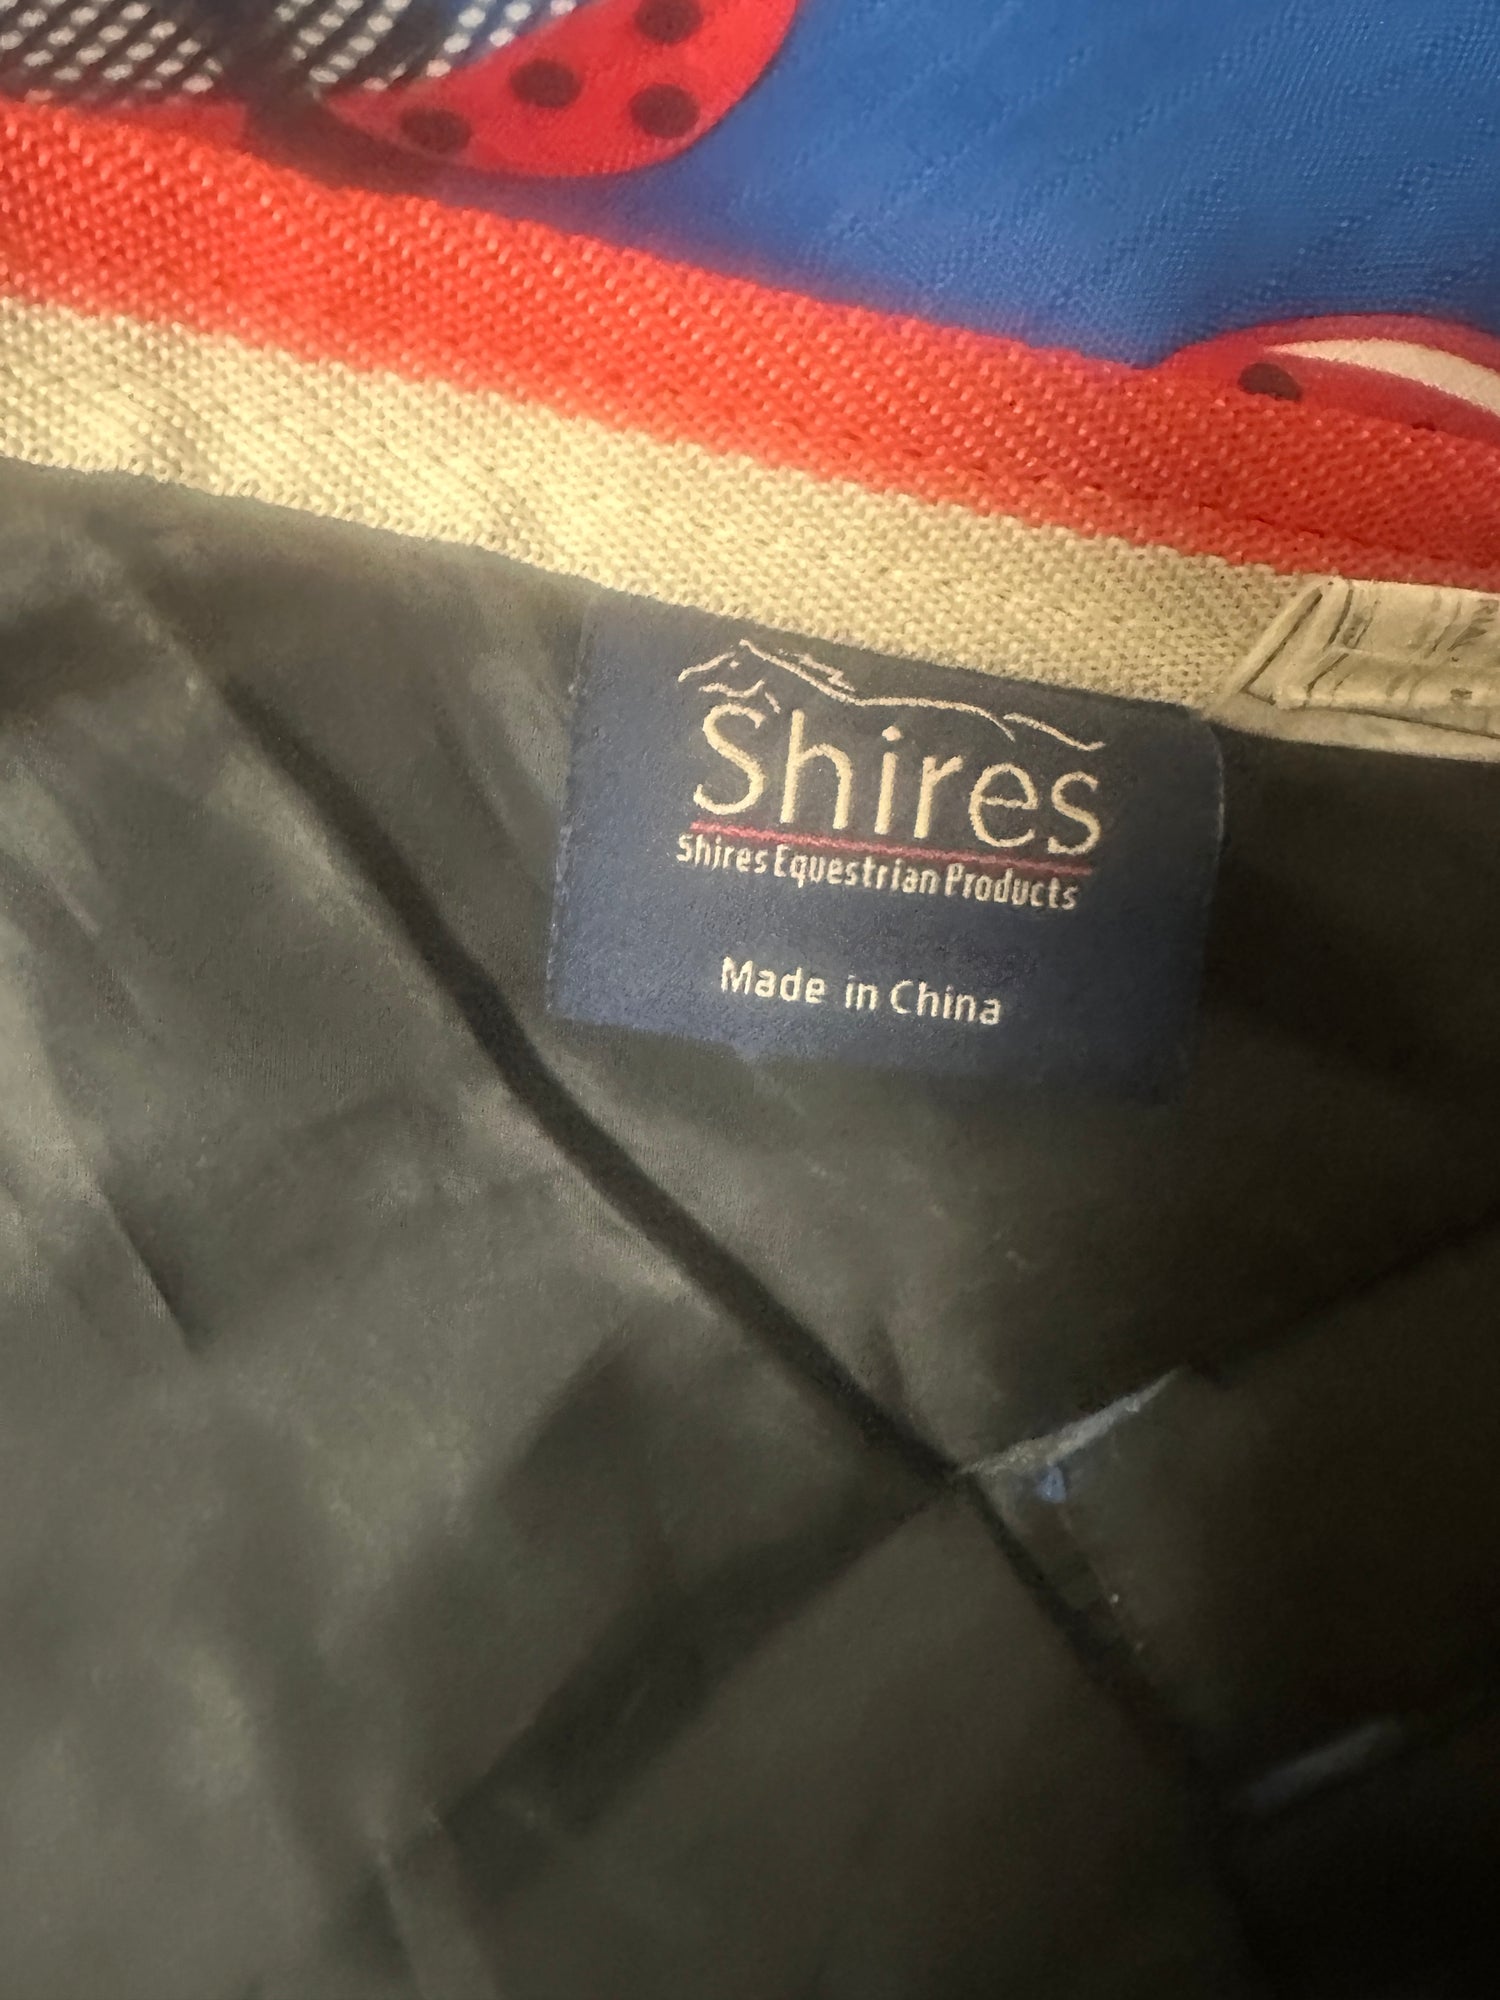 Shires
Shires Equestrian Products
Made in China